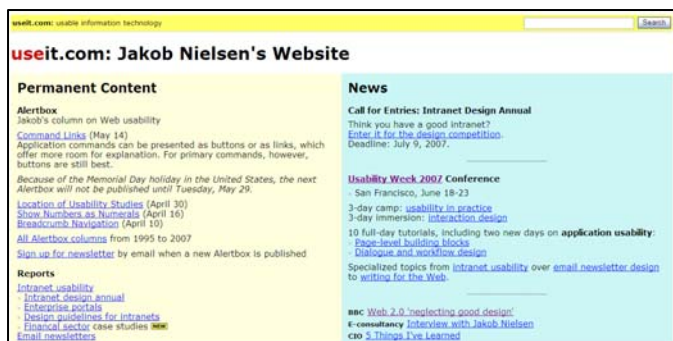 useit.com: usable information technology
Search
useit.com: Jakob Nielsen's Website
Permanent Content
Alertbox
Jakob's column on Web usability
Command Links (May 14)
Application commands can be presented as buttons or as links, which
offer more room for explanation. For primary commands, however,
buttons are still best.
Because of the Memorial Day holiday in the United States, the next
Alertbox will not be published until Tuesday, May 29.
Location of Usability Studies (April 30)
Show Numbers as Numerals (April 16)
Breadcrumb Navigation (April 10)
All Alertbox columns from 1995 to 2007
Sign up for newsletter by email when a new Alertbox is published
Reports
Intranet usability
- Intranet design annual
- Enterprise portals
- Design guidelines for intranets
- Financal sector case studies NEW
Email newsletters
News
Call for Entries: Intranet Design Annual
Think you have a good intranet?
Enter it for the design competition.
Deadline: July 9, 2007.
Usability Week 2007 Conference
- San Francisco, June 18-23
3-day camp: usability in practice
3-day immersion: interaction design
10 full-day tutorials, including two new days on application usability:
- Page-level building blocks
- Dialogue and workflow design
Specialized topics from intranet usability over email newsletter design
to writing for the Web.
BBC Web 2.0 'neglecting good design'
E-consultancy Interview with Jakob Nielsen
CIO 5 Things I've Learned